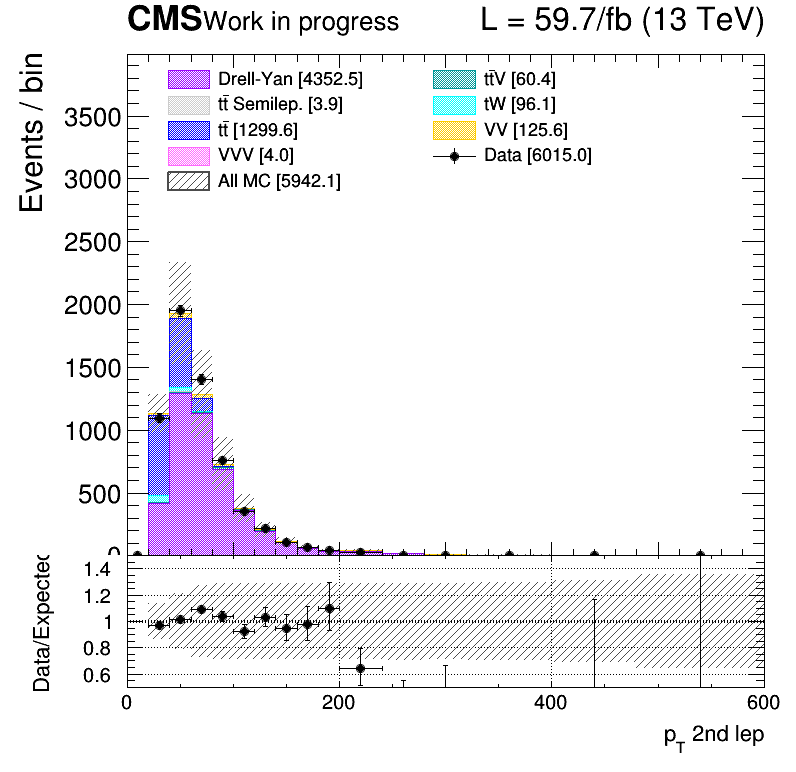 CMS Work in progress L = 59.7/fb (13 TeV)
Events / bin
Drell-Yan [4352.5]
tt̄ Semilep. [3.9]
tt̄ [1299.6]
VVV [4.0]
All MC [5942.1]
tt̄V [60.4]
tW [96.1]
VV [125.6]
Data [6015.0]
3500
3000
2500
2000
1500
1000
500
0
Data/Expected
1.4
1.2
1
0.8
0.6
0 200 400 600
p_T 2nd lep